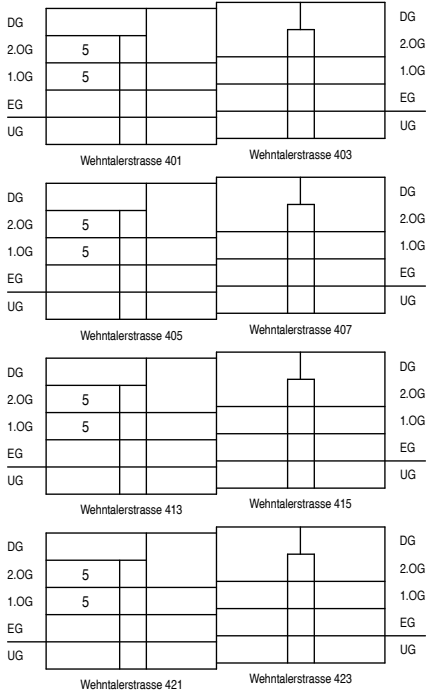 DG DG
2.OG 5 2.OG
1.OG 5 1.OG
EG EG
UG UG
Wehntalerstrasse 401 Wehntalerstrasse 403
DG DG
2.OG 5 2.OG
1.OG 5 1.OG
EG EG
UG UG
Wehntalerstrasse 405 Wehntalerstrasse 407
DG DG
2.OG 5 2.OG
1.OG 5 1.OG
EG EG
UG UG
Wehntalerstrasse 413 Wehntalerstrasse 415
DG DG
2.OG 5 2.OG
1.OG 5 1.OG
EG EG
UG UG
Wehntalerstrasse 421 Wehntalerstrasse 423